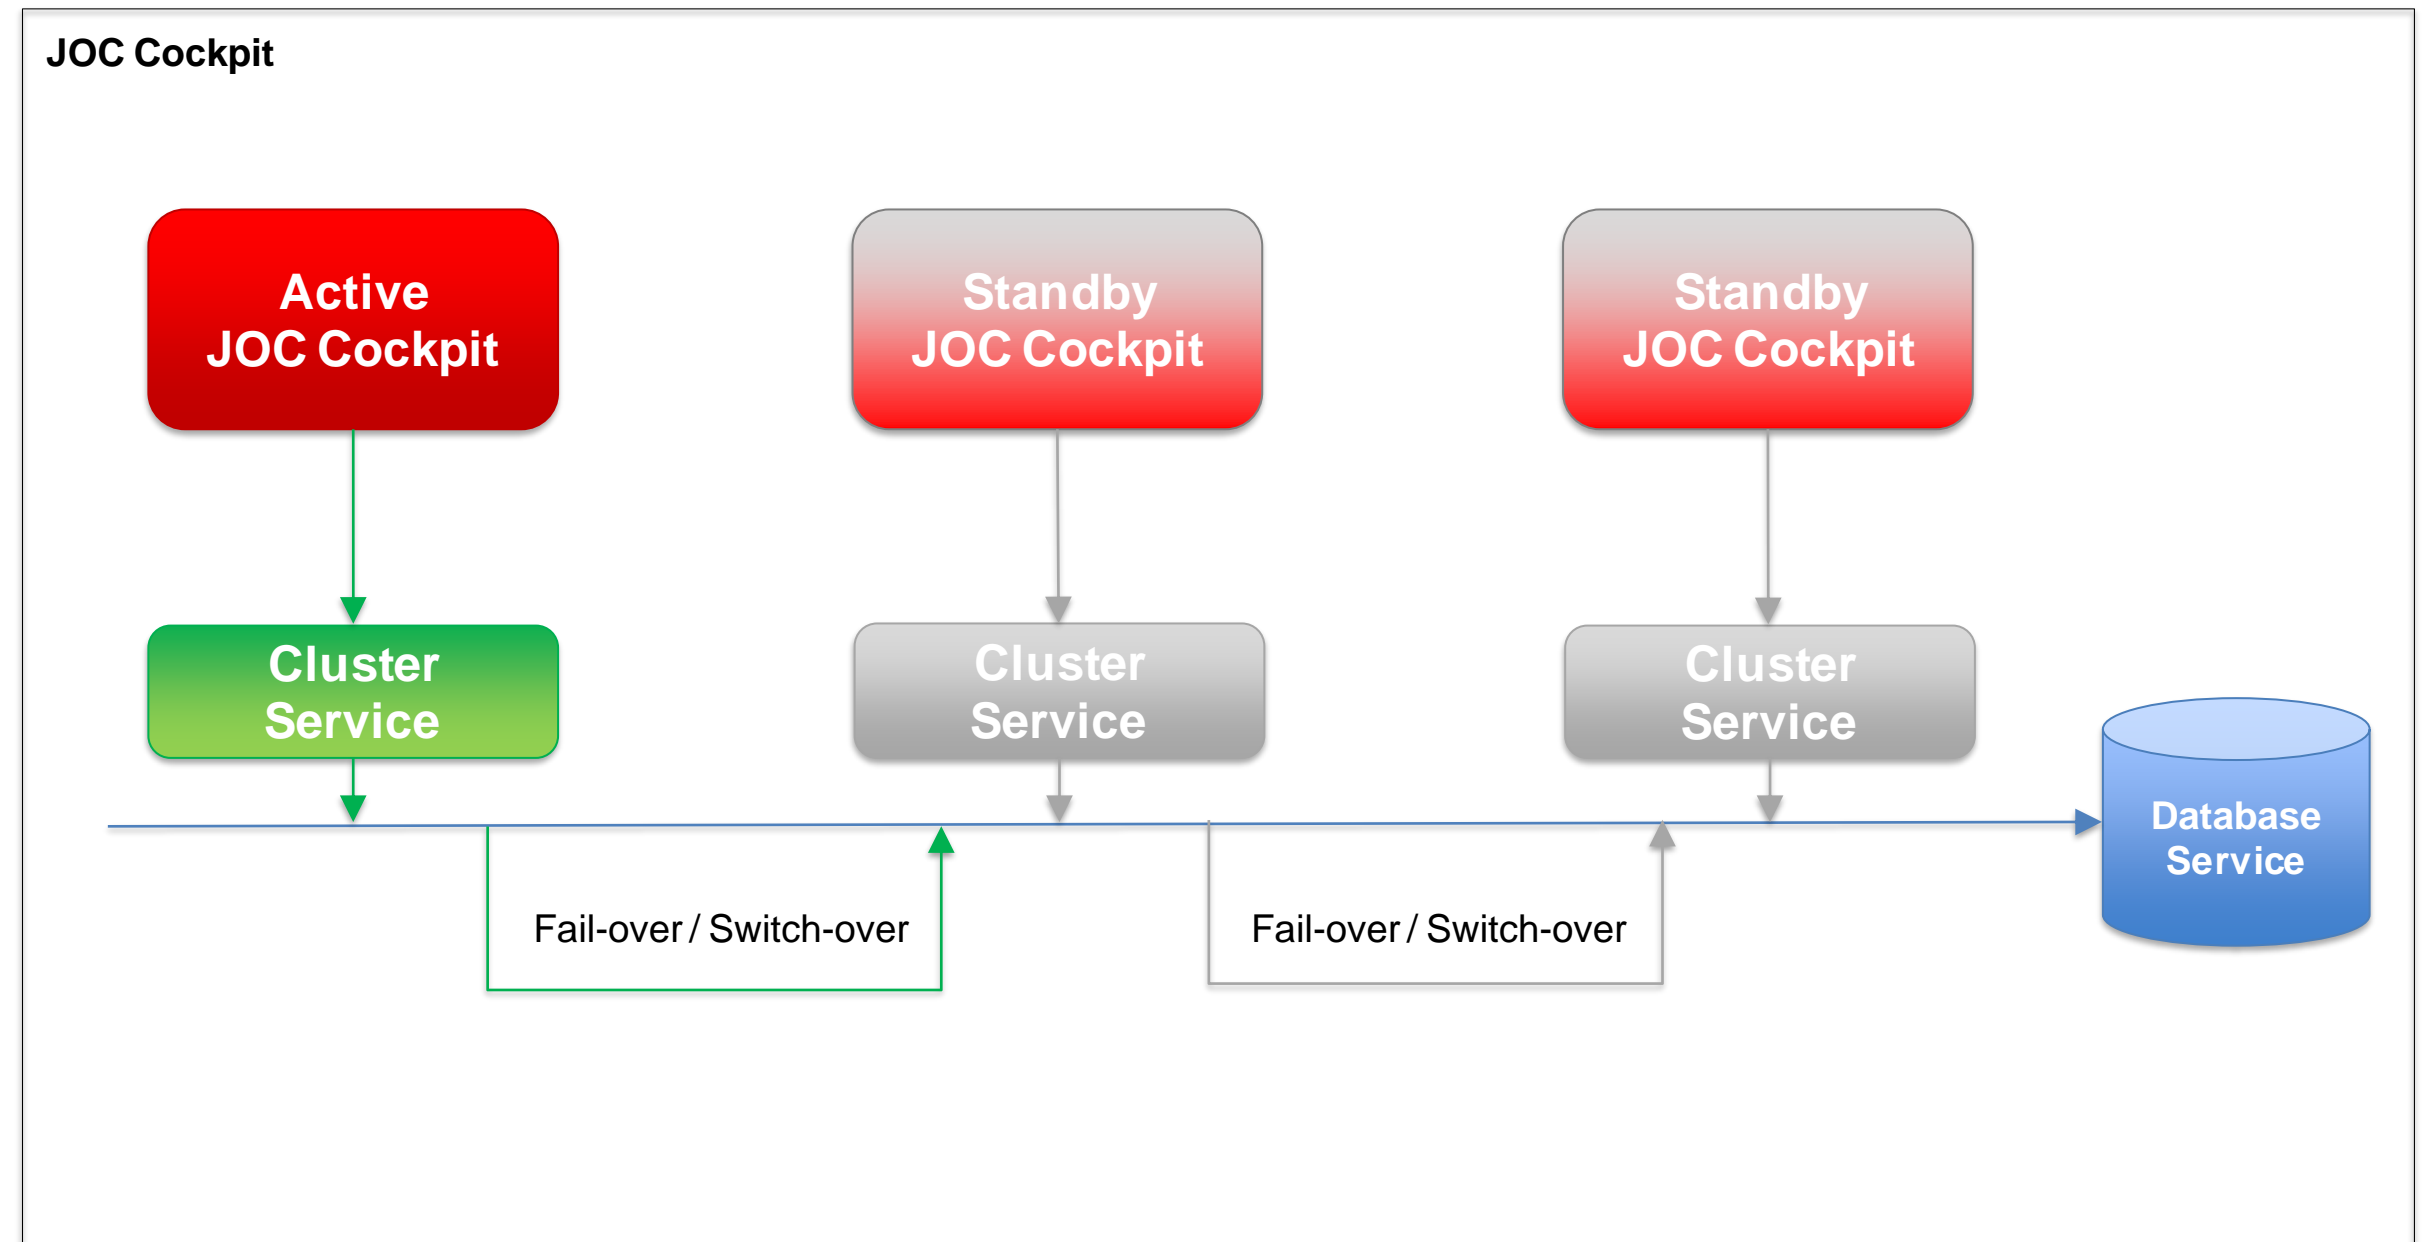 JOC Cockpit
Active
JOC Cockpit
Standby
JOC Cockpit
Standby
JOC Cockpit
Cluster
Service
Cluster
Service
Cluster
Service
Database
Service
Fail-over / Switch-over
Fail-over / Switch-over